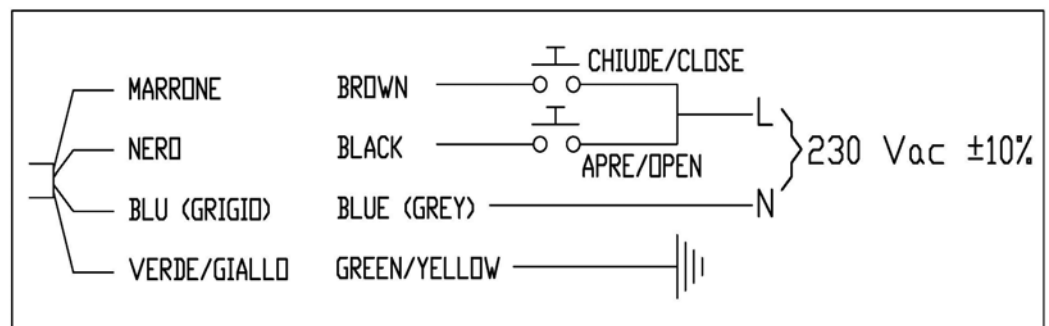 CHIUDE/CLOSE
MARRONE BROWN
L
NERO BLACK
230 Vac ±10%
APRE/OPEN
BLU (GRIGIO) BLUE (GREY) N
VERDE/GIALLO GREEN/YELLOW